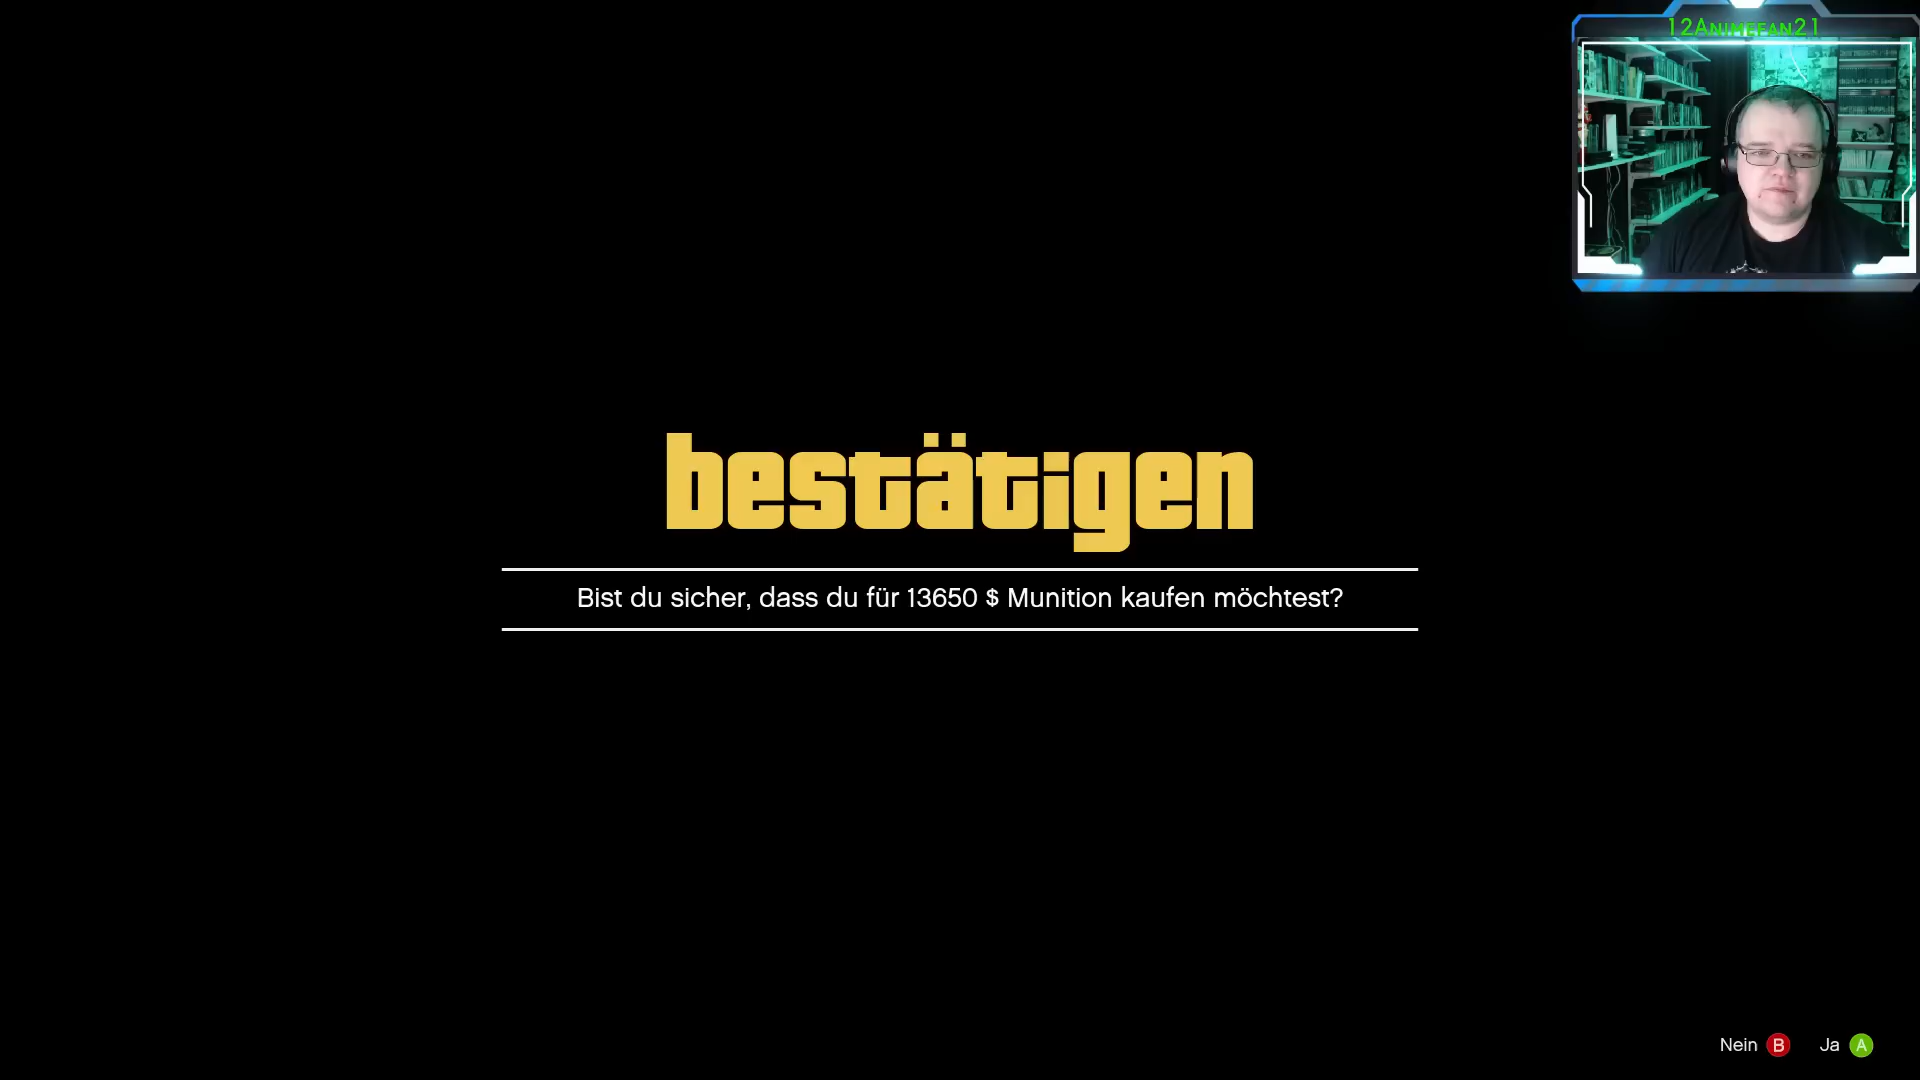 12Animefan21
bestätigen
Bist du sicher, dass du für 13650 $ Munition kaufen möchtest?
Nein B Ja A